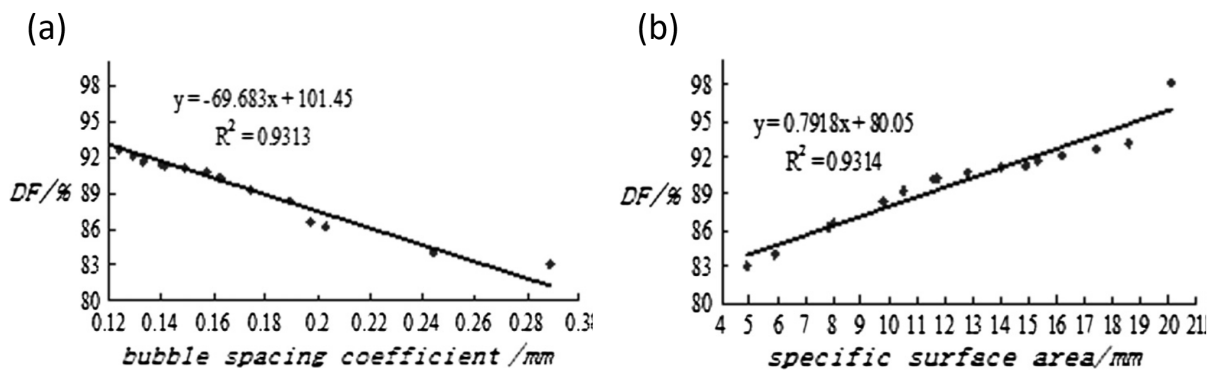 (a)
98
95
92
89
86
83
80
DF/%
y = -69.683x + 101.45
R² = 0.9313
0.12 0.14 0.16 0.18 0.2 0.22 0.24 0.26 0.28 0.3
bubble spacing coefficient /mm
(b)
98
95
92
89
86
83
80
DF/%
y = 0.7918x + 80.05
R² = 0.9314
4 5 6 7 8 9 10 11 12 13 14 15 16 17 18 19 20 21
specific surface area/mm